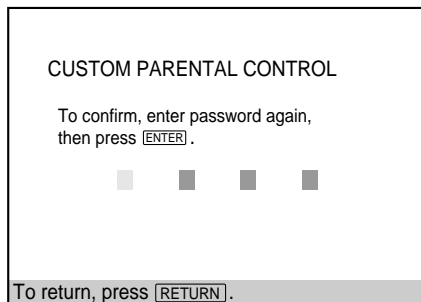 CUSTOM PARENTAL CONTROL
To confirm, enter password again,
then press ENTER .
To return, press RETURN .